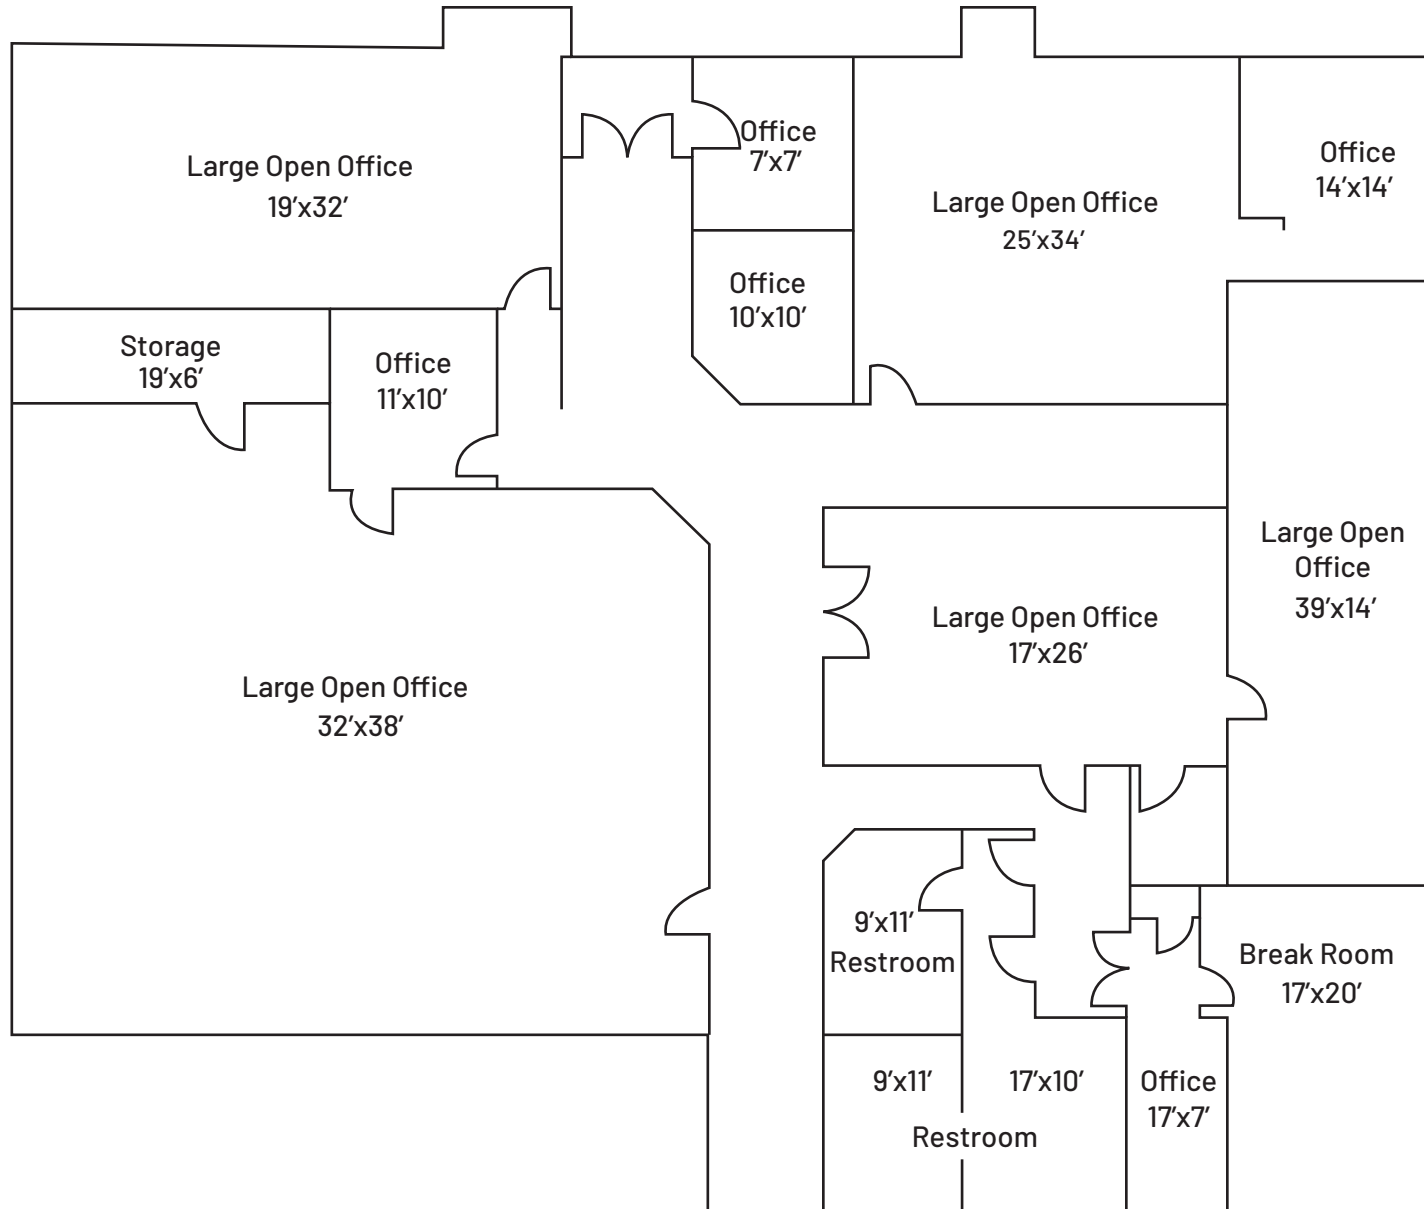 Large Open Office
19’x32’
Office
7’x7’
Large Open Office
25’x34’
Office
14’x14’
Office
10’x10’
Storage
19’x6’
Office
11’x10’
Large Open
Office
39’x14’
Large Open Office
17’x26’
Large Open Office
32’x38’
9’x11’
Restroom
Break Room
17’x20’
9’x11’
17’x10’
Restroom
Office
17’x7’